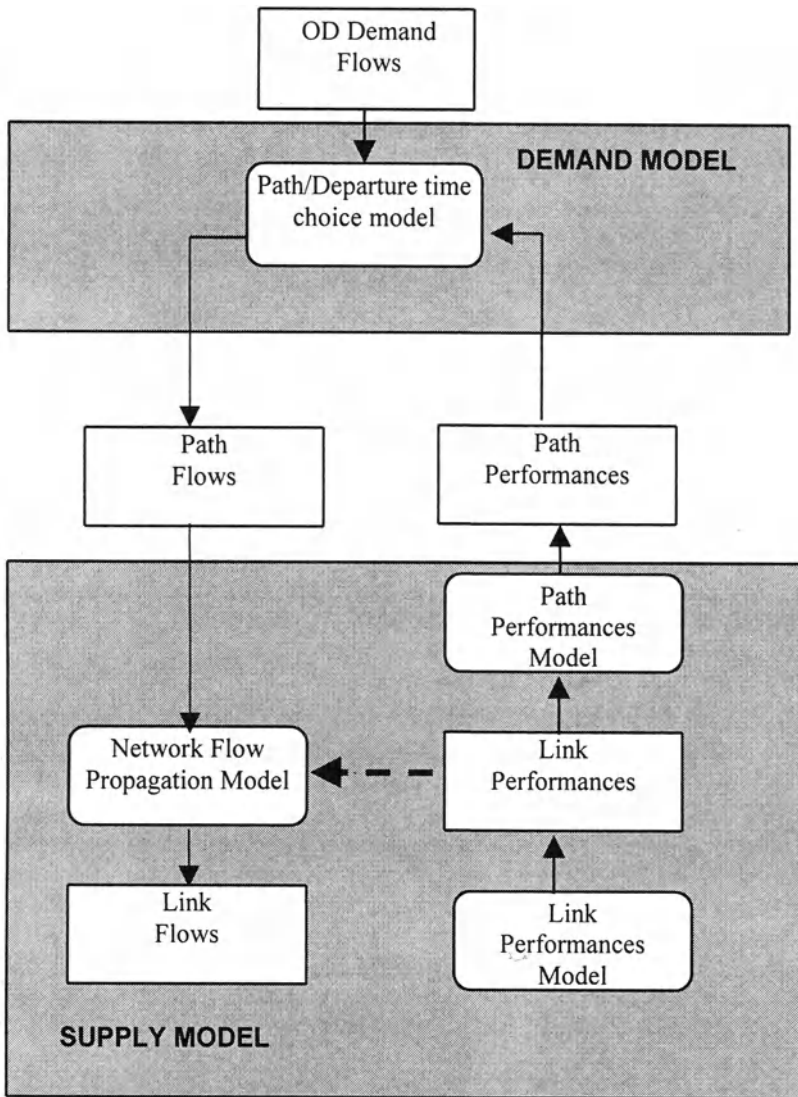 OD Demand
Flows
DEMAND MODEL
Path/Departure time
choice model
Path
Flows
Path
Performances
Path
Performances
Model
Network Flow
Propagation Model
Link
Performances
Link
Flows
Link
Performances
Model
SUPPLY MODEL